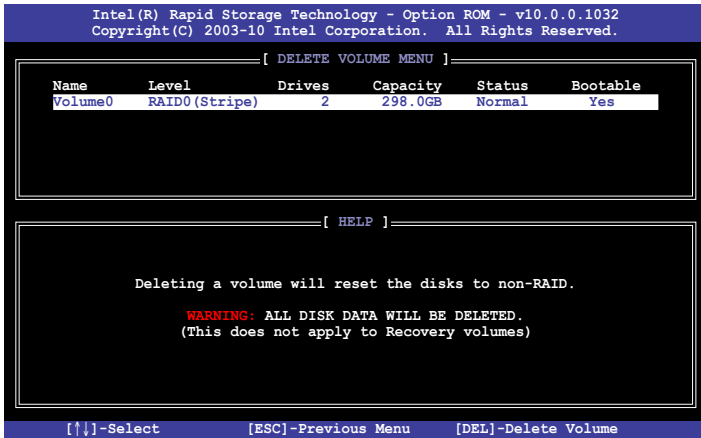 Intel(R) Rapid Storage Technology - Option ROM - v10.0.0.1032
Copyright(C) 2003-10 Intel Corporation.  All Rights Reserved.
[ DELETE VOLUME MENU ]
Name Level Drives Capacity Status Bootable
Volume0 RAID0(Stripe) 2 298.0GB Normal Yes
[ HELP ]
Deleting a volume will reset the disks to non-RAID.
WARNING: ALL DISK DATA WILL BE DELETED.
(This does not apply to Recovery volumes)
[↑↓]-Select [ESC]-Previous Menu [DEL]-Delete Volume